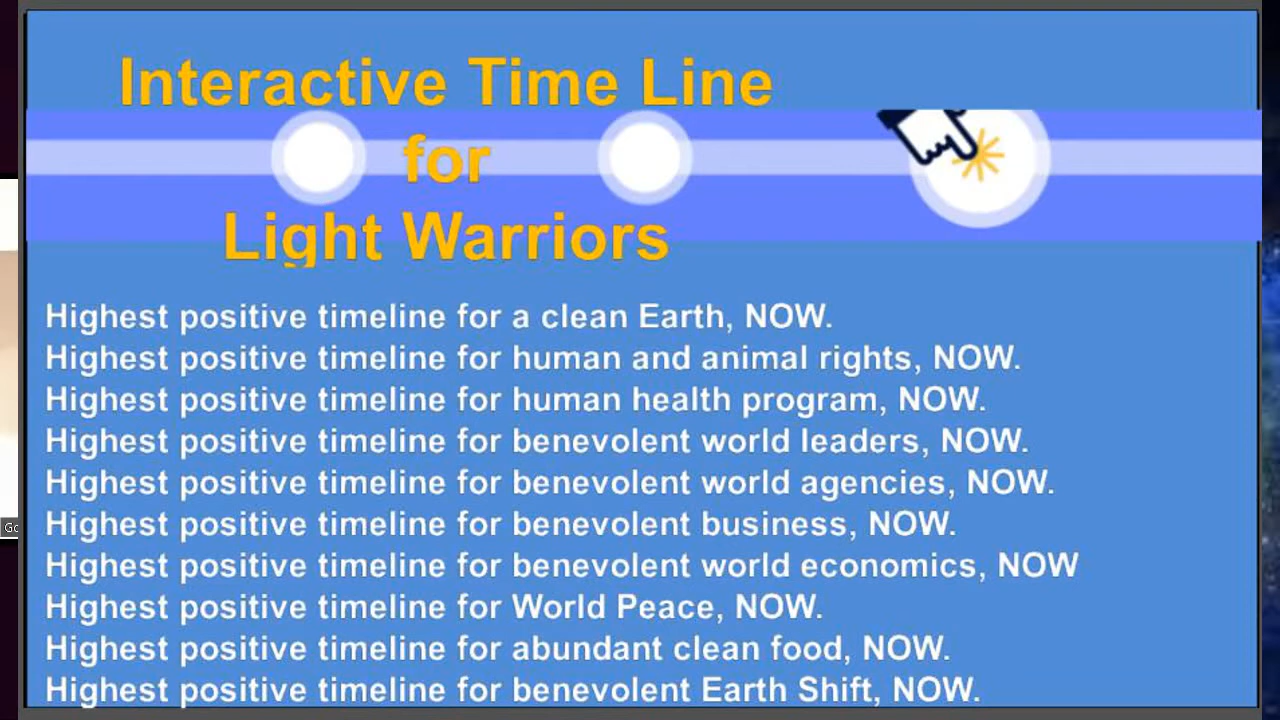 Interactive Time Line
for
Light Warriors
Highest positive timeline for a clean Earth, NOW.
Highest positive timeline for human and animal rights, NOW.
Highest positive timeline for human health program, NOW.
Highest positive timeline for benevolent world leaders, NOW.
Highest positive timeline for benevolent world agencies, NOW.
Highest positive timeline for benevolent business, NOW.
Highest positive timeline for benevolent world economics, NOW
Highest positive timeline for World Peace, NOW.
Highest positive timeline for abundant clean food, NOW.
Highest positive timeline for benevolent Earth Shift, NOW.